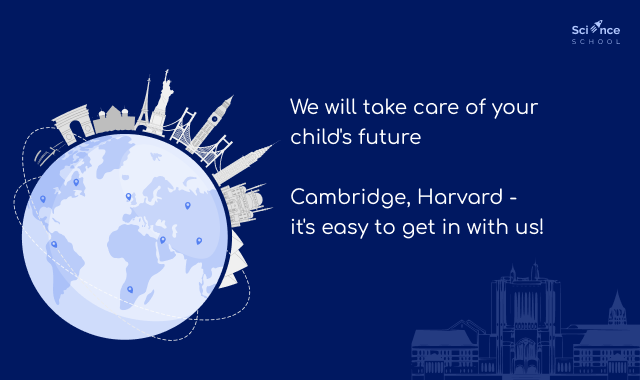 Science
SCHOOL
We will take care of your
child's future
Cambridge, Harvard -
it's easy to get in with us!